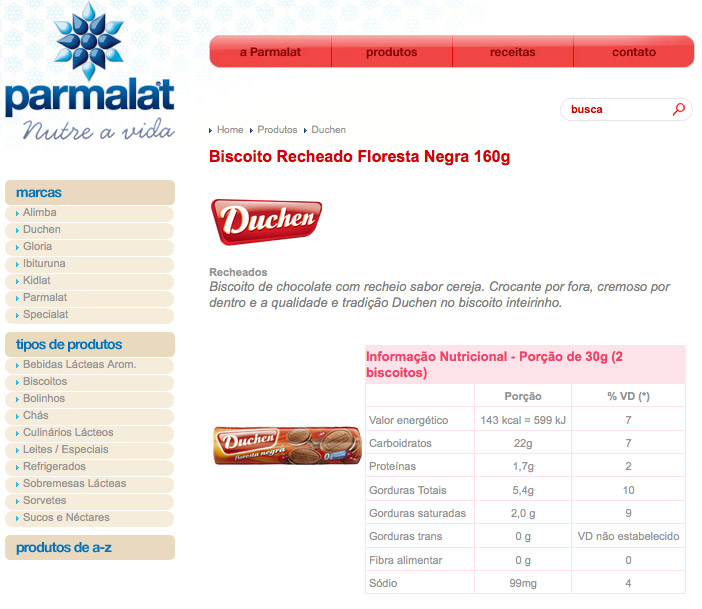 parmalat
Nutre a vida
a Parmalat
produtos
receitas
contato
busca
Home Produtos Duchen
Biscoito Recheado Floresta Negra 160g
marcas
Alimba
Duchen
Gloria
Ibituruna
Kidlat
Parmalat
Specialat
tipos de produtos
Bebidas Lácteas Arom.
Biscoitos
Bolinhos
Chás
Culinários Lácteos
Leites / Especiais
Refrigerados
Sobremesas Lácteas
Sorvetes
Sucos e Néctares
produtos de a-z
Duchen
Recheados
Biscoito de chocolate com recheio sabor cereja. Crocante por fora, cremoso por
dentro e a qualidade e tradição Duchen no biscoito inteirinho.
Duchen
floresta negra
Informação Nutricional - Porção de 30g (2
biscoitos)
Porção % VD (*)
Valor energético 143 kcal = 599 kJ 7
Carboidratos 22g 7
Proteínas 1,7g 2
Gorduras Totais 5,4g 10
Gorduras saturadas 2,0 g 9
Gorduras trans 0 g VD não estabelecido
Fibra alimentar 0 g 0
Sódio 99mg 4